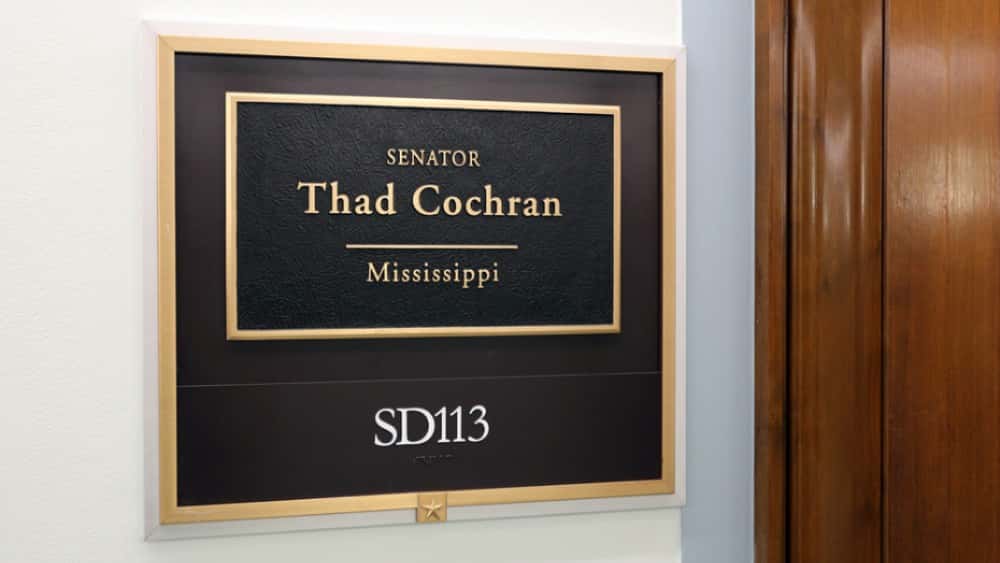 SENATOR
Thad Cochran
Mississippi
SD113